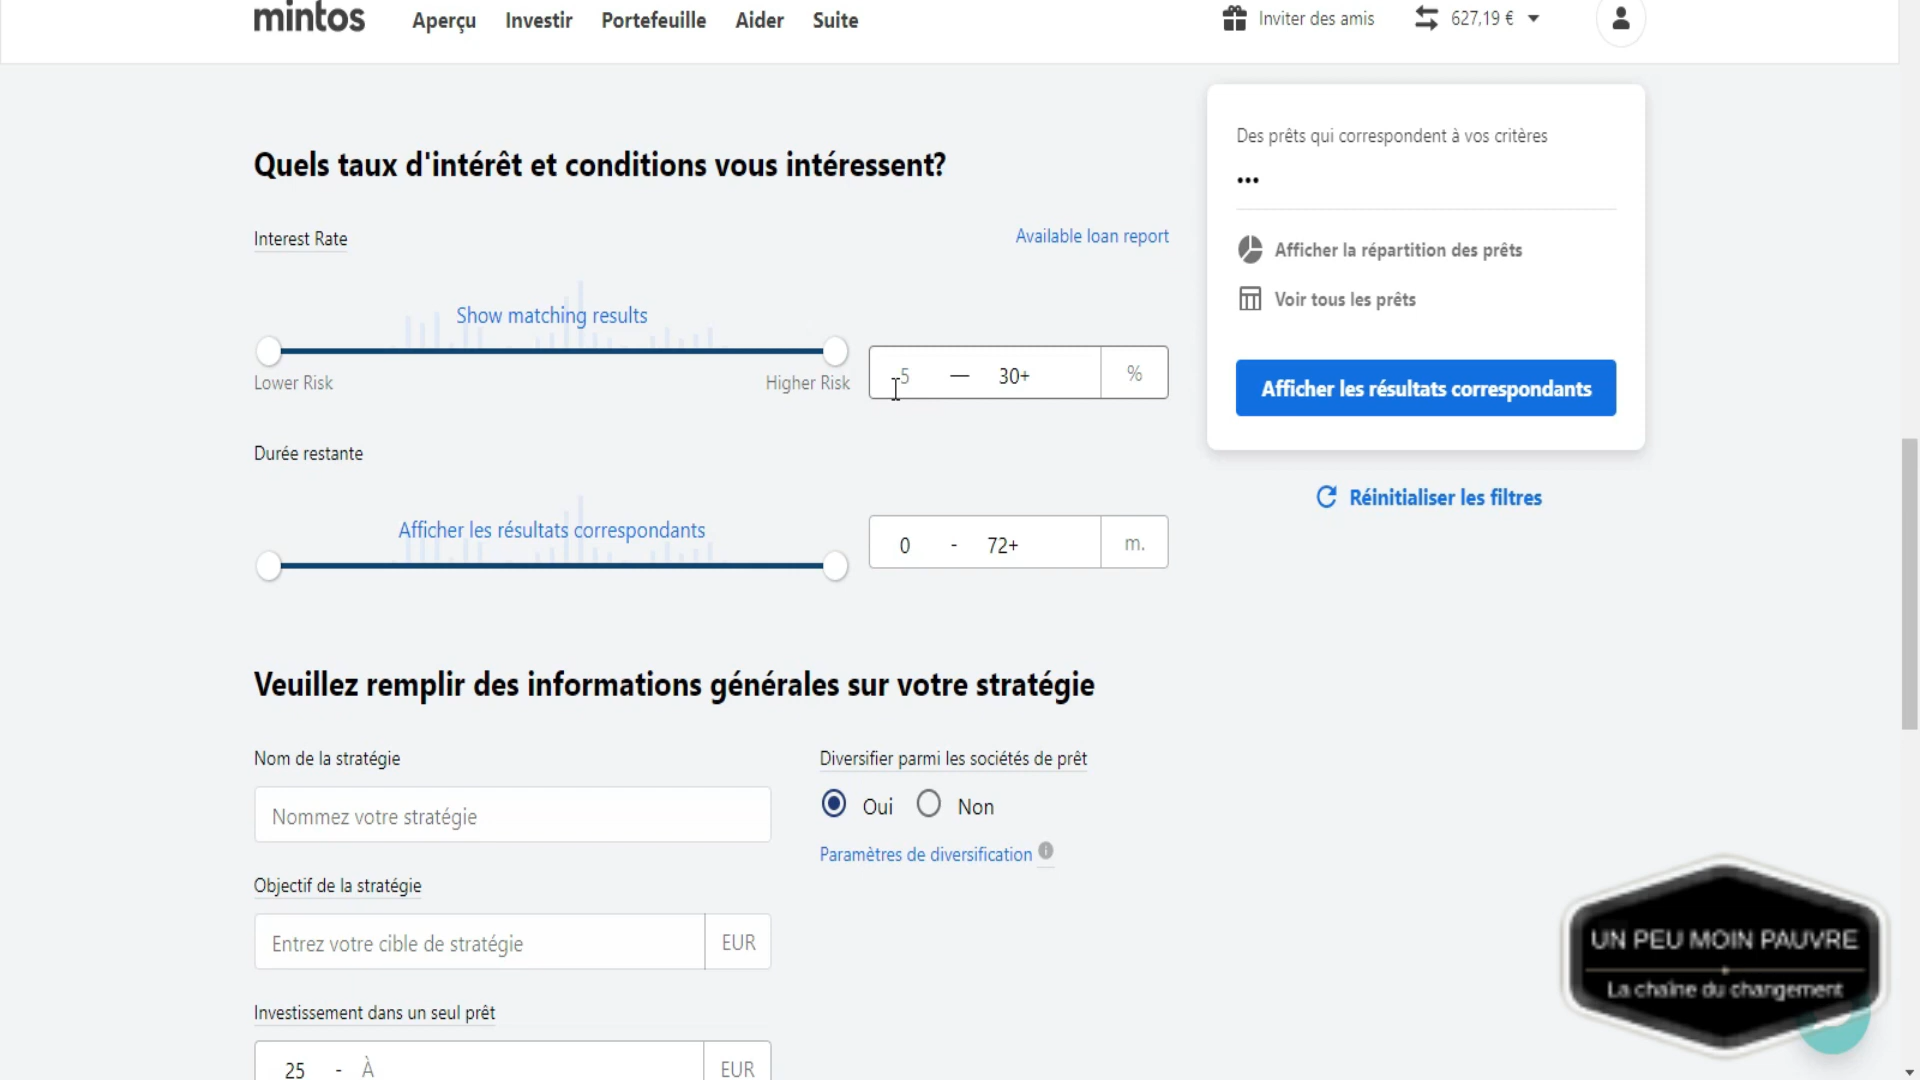 mintos
Aperçu Investir Portefeuille Aider Suite
Inviter des amis 627,19 €
Quels taux d'intérêt et conditions vous intéressent?
Interest Rate
Available loan report
Show matching results
Lower Risk
Higher Risk
-5 — 30+ %
Durée restante
Afficher les résultats correspondants
0 - 72+ m.
Des prêts qui correspondent à vos critères
...
Afficher la répartition des prêts
Voir tous les prêts
Afficher les résultats correspondants
Réinitialiser les filtres
Veuillez remplir des informations générales sur votre stratégie
Nom de la stratégie
Nommez votre stratégie
Diversifier parmi les sociétés de prêt
Oui Non
Paramètres de diversification
Objectif de la stratégie
Entrez votre cible de stratégie EUR
Investissement dans un seul prêt
25 - À EUR
UN PEU MOIN PAUVRE
La chaîne du changement